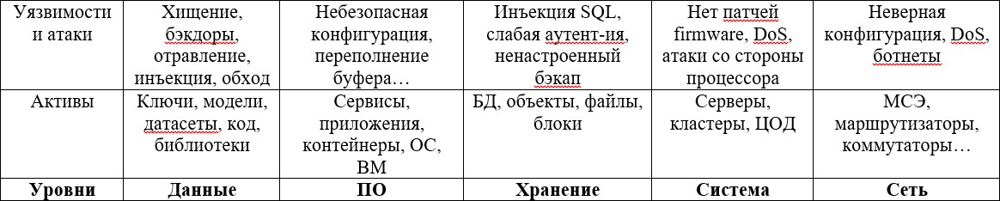 Уязвимости
и атаки
Хищение,
бэкдоры,
отравление,
инъекция, обход
Небезопасная
конфигурация,
переполнение
буфера…
Инъекция SQL,
слабая аутент-ия,
ненастроенный
бэкап
Нет патчей
firmware, DoS,
атаки со стороны
процессора
Неверная
конфигурация, DoS,
ботнеты
Активы
Ключи, модели,
датасеты, код,
библиотеки
Сервисы,
приложения,
контейнеры, ОС,
ВМ
БД, объекты, файлы,
блоки
Серверы,
кластеры, ЦОД
МСЭ,
маршрутизаторы,
коммутаторы…
Уровни
Данные
ПО
Хранение
Система
Сеть